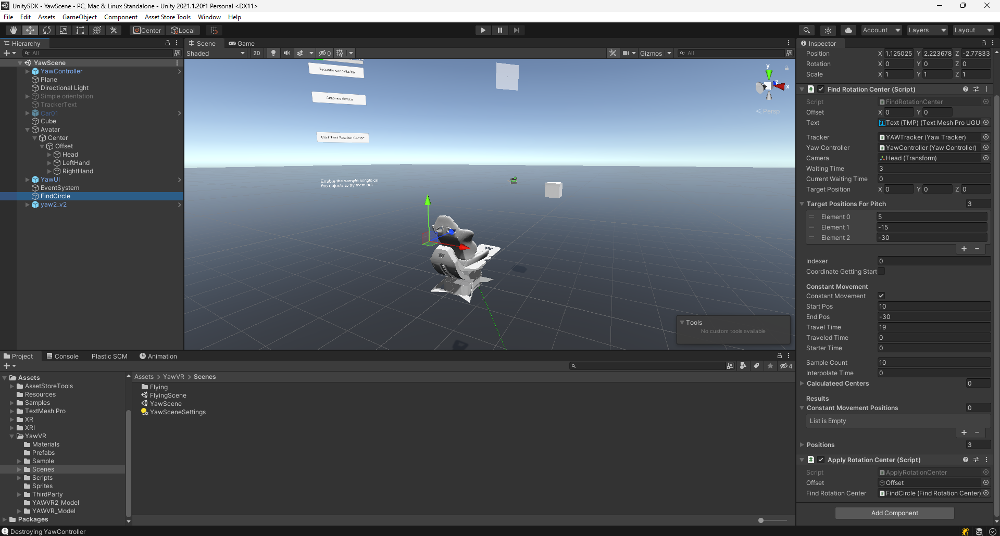 UnitySDK - YawScene - PC, Mac & Linux Standalone - Unity 2021.1.20f1 Personal <DX11>
File Edit Assets GameObject Component Asset Store Tools Window Help
Center Local
Account Layers Layout
Hierarchy
All
YawScene
YawController
Plane
Directional Light
Simple orientation
TrackerText
Car01
Cube
Avatar
Center
Offset
Head
LeftHand
RightHand
YawUI
EventSystem
FindCircle
yaw2_v2
Scene Game
Shaded 2D 0 Gizmos All
Recenter cancellation
Calibrate device
Start "Find Rotation Center"
Enable the sample scripts on
the objects to try them out
y
z
x
Persp
Tools
No custom tools available
Project Console Plastic SCM Animation
4
Assets
AssetStoreTools
Resources
Samples
TextMesh Pro
XR
XRI
YawVR
Materials
Prefabs
Sample
Scenes
Scripts
Sprites
ThirdParty
YAWVR2_Model
YAWVR_Model
Packages
Assets > YawVR > Scenes
Flying
FlyingScene
YawScene
YawSceneSettings
Inspector
Position X 1.125025 Y 2.223678 Z -2.77833
Rotation X 0 Y 0 Z 0
Scale X 1 Y 1 Z 1
Find Rotation Center (Script)
Script FindRotationCenter
Offset X 0 Y 0
Text Text (TMP) (Text Mesh Pro UGUI
Tracker YAWTracker (Yaw Tracker)
Yaw Controller YawController (Yaw Controller)
Camera Head (Transform)
Waiting Time 3
Current Waiting Time 0
Target Position X 0 Y 0 Z 0
Target Positions For Pitch 3
Element 0 5
Element 1 -15
Element 2 -30
Indexer 0
Coordinate Getting Start
Constant Movement
Constant Movement
Start Pos 10
End Pos -30
Travel Time 19
Traveled Time 0
Starter Time 0
Sample Count 10
Interpolate Time 0
Calculateed Centers 0
Results
Constant Movement Positions 0
List is Empty
Positions 3
Apply Rotation Center (Script)
Script ApplyRotationCenter
Offset Offset
Find Rotation Center FindCircle (Find Rotation Center)
Add Component
Destroying YawController